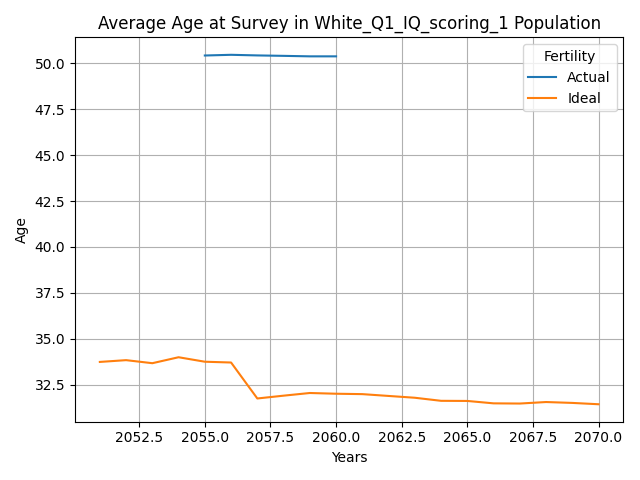 Average Age at Survey in White_Q1_IQ_scoring_1 Population
Fertility
Actual
Ideal
50.0
47.5
45.0
42.5
40.0
37.5
35.0
32.5
Age
2052.5 2055.0 2057.5 2060.0 2062.5 2065.0 2067.5 2070.0
Years